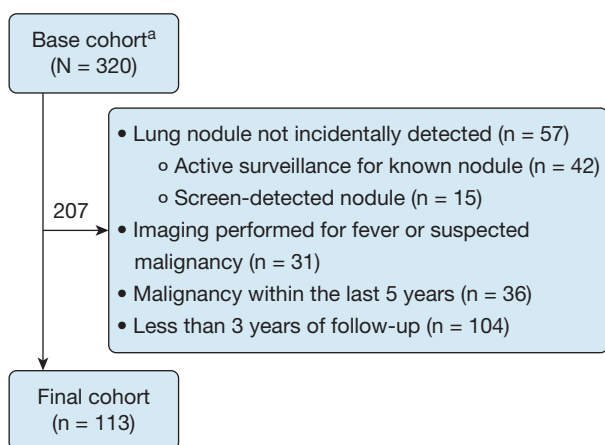 Base cohortᵃ
(N = 320)
• Lung nodule not incidentally detected (n = 57)
o Active surveillance for known nodule (n = 42)
o Screen-detected nodule (n = 15)
207
• Imaging performed for fever or suspected
malignancy (n = 31)
• Malignancy within the last 5 years (n = 36)
• Less than 3 years of follow-up (n = 104)
Final cohort
(n = 113)